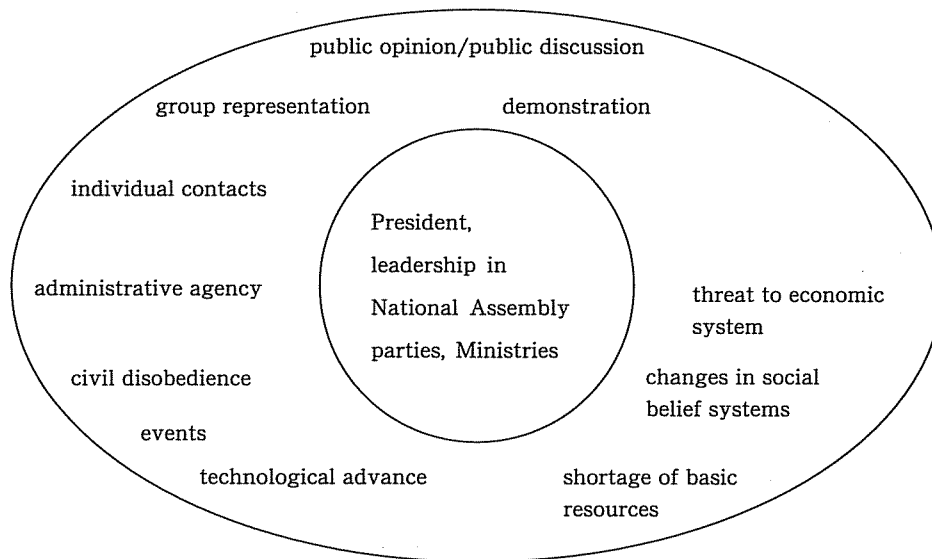 public opinion/public discussion
group representation
demonstration
individual contacts
President,
leadership in
National Assembly
parties, Ministries
administrative agency
threat to economic
system
civil disobedience
changes in social
belief systems
events
technological advance
shortage of basic
resources